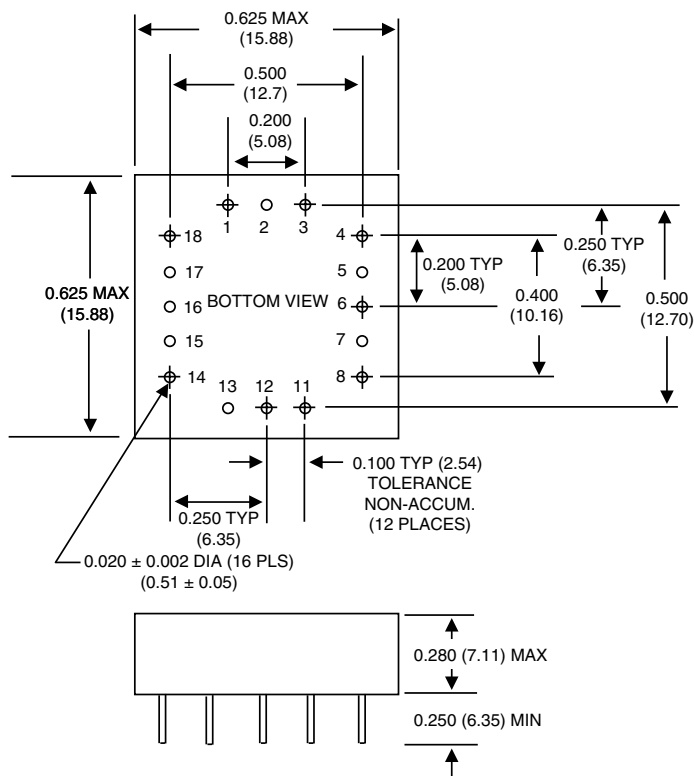 0.625 MAX
(15.88)
0.500
(12.7)
0.200
(5.08)
1
2
3
18
4
17
5
0.200 TYP
(5.08)
0.250 TYP
(6.35)
0.625 MAX
(15.88)
16
BOTTOM VIEW
6
0.400
(10.16)
0.500
(12.70)
15
7
14
8
13
12
11
0.100 TYP (2.54)
TOLERANCE
NON-ACCUM.
(12 PLACES)
0.250 TYP
(6.35)
0.020 ± 0.002 DIA (16 PLS)
(0.51 ± 0.05)
0.280 (7.11) MAX
0.250 (6.35) MIN